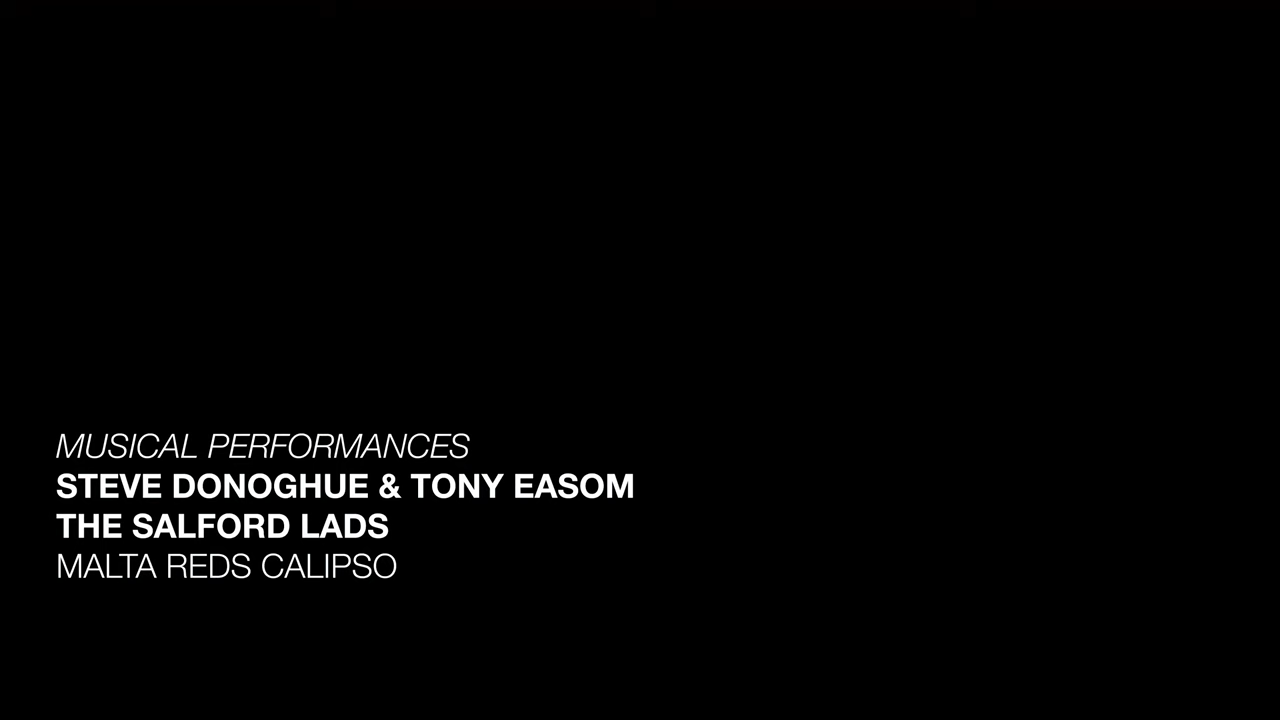 MUSICAL PERFORMANCES
STEVE DONOGHUE & TONY EASOM
THE SALFORD LADS
MALTA REDS CALIPSO